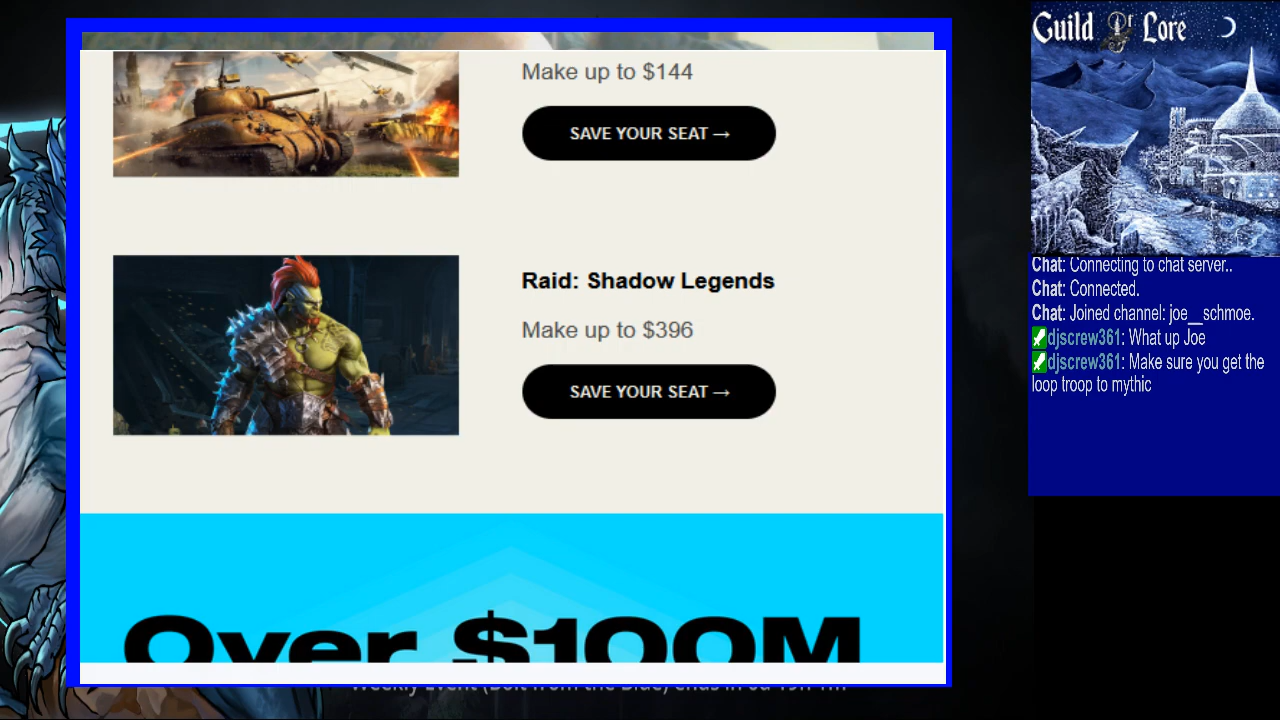 Make up to $144
SAVE YOUR SEAT →
Raid: Shadow Legends
Make up to $396
SAVE YOUR SEAT →
Over $100M
Guild Of Lore
Chat: Connecting to chat server..
Chat: Connected.
Chat: Joined channel: joe__schmoe.
djscrew361: What up Joe
djscrew361: Make sure you get the
loop troop to mythic